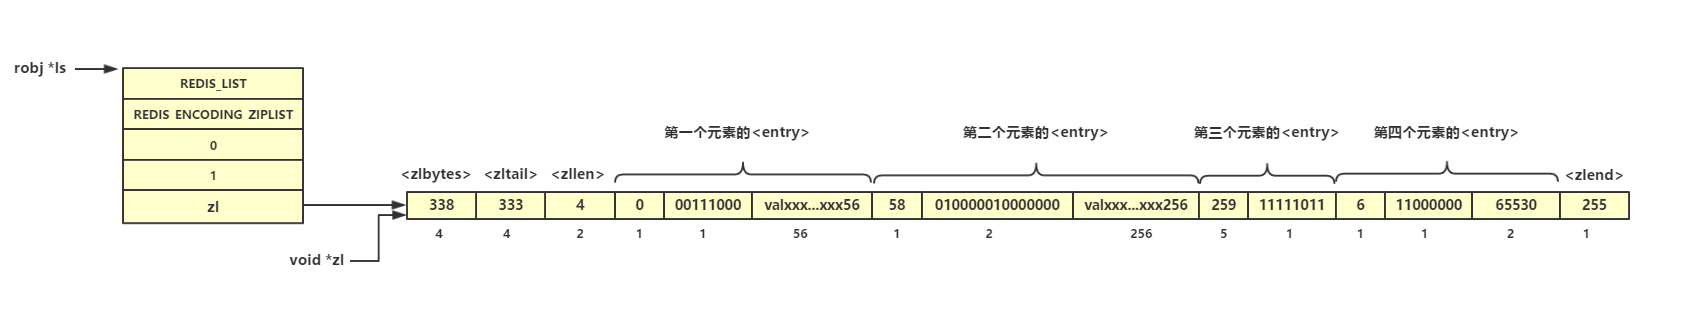 robj *ls
REDIS_LIST
REDIS_ENCODING_ZIPLIST
0
1
zl
void *zl
第一个元素的<entry> 第二个元素的<entry> 第三个元素的<entry> 第四个元素的<entry>
<zlbytes> <zltail> <zllen> <zlend>
338 333 4 0 00111000 valxxx...xxx56 58 010000010000000 valxxx...xxx256 259 11111011 6 11000000 65530 255
4 4 2 1 1 56 1 2 256 5 1 1 1 2 1